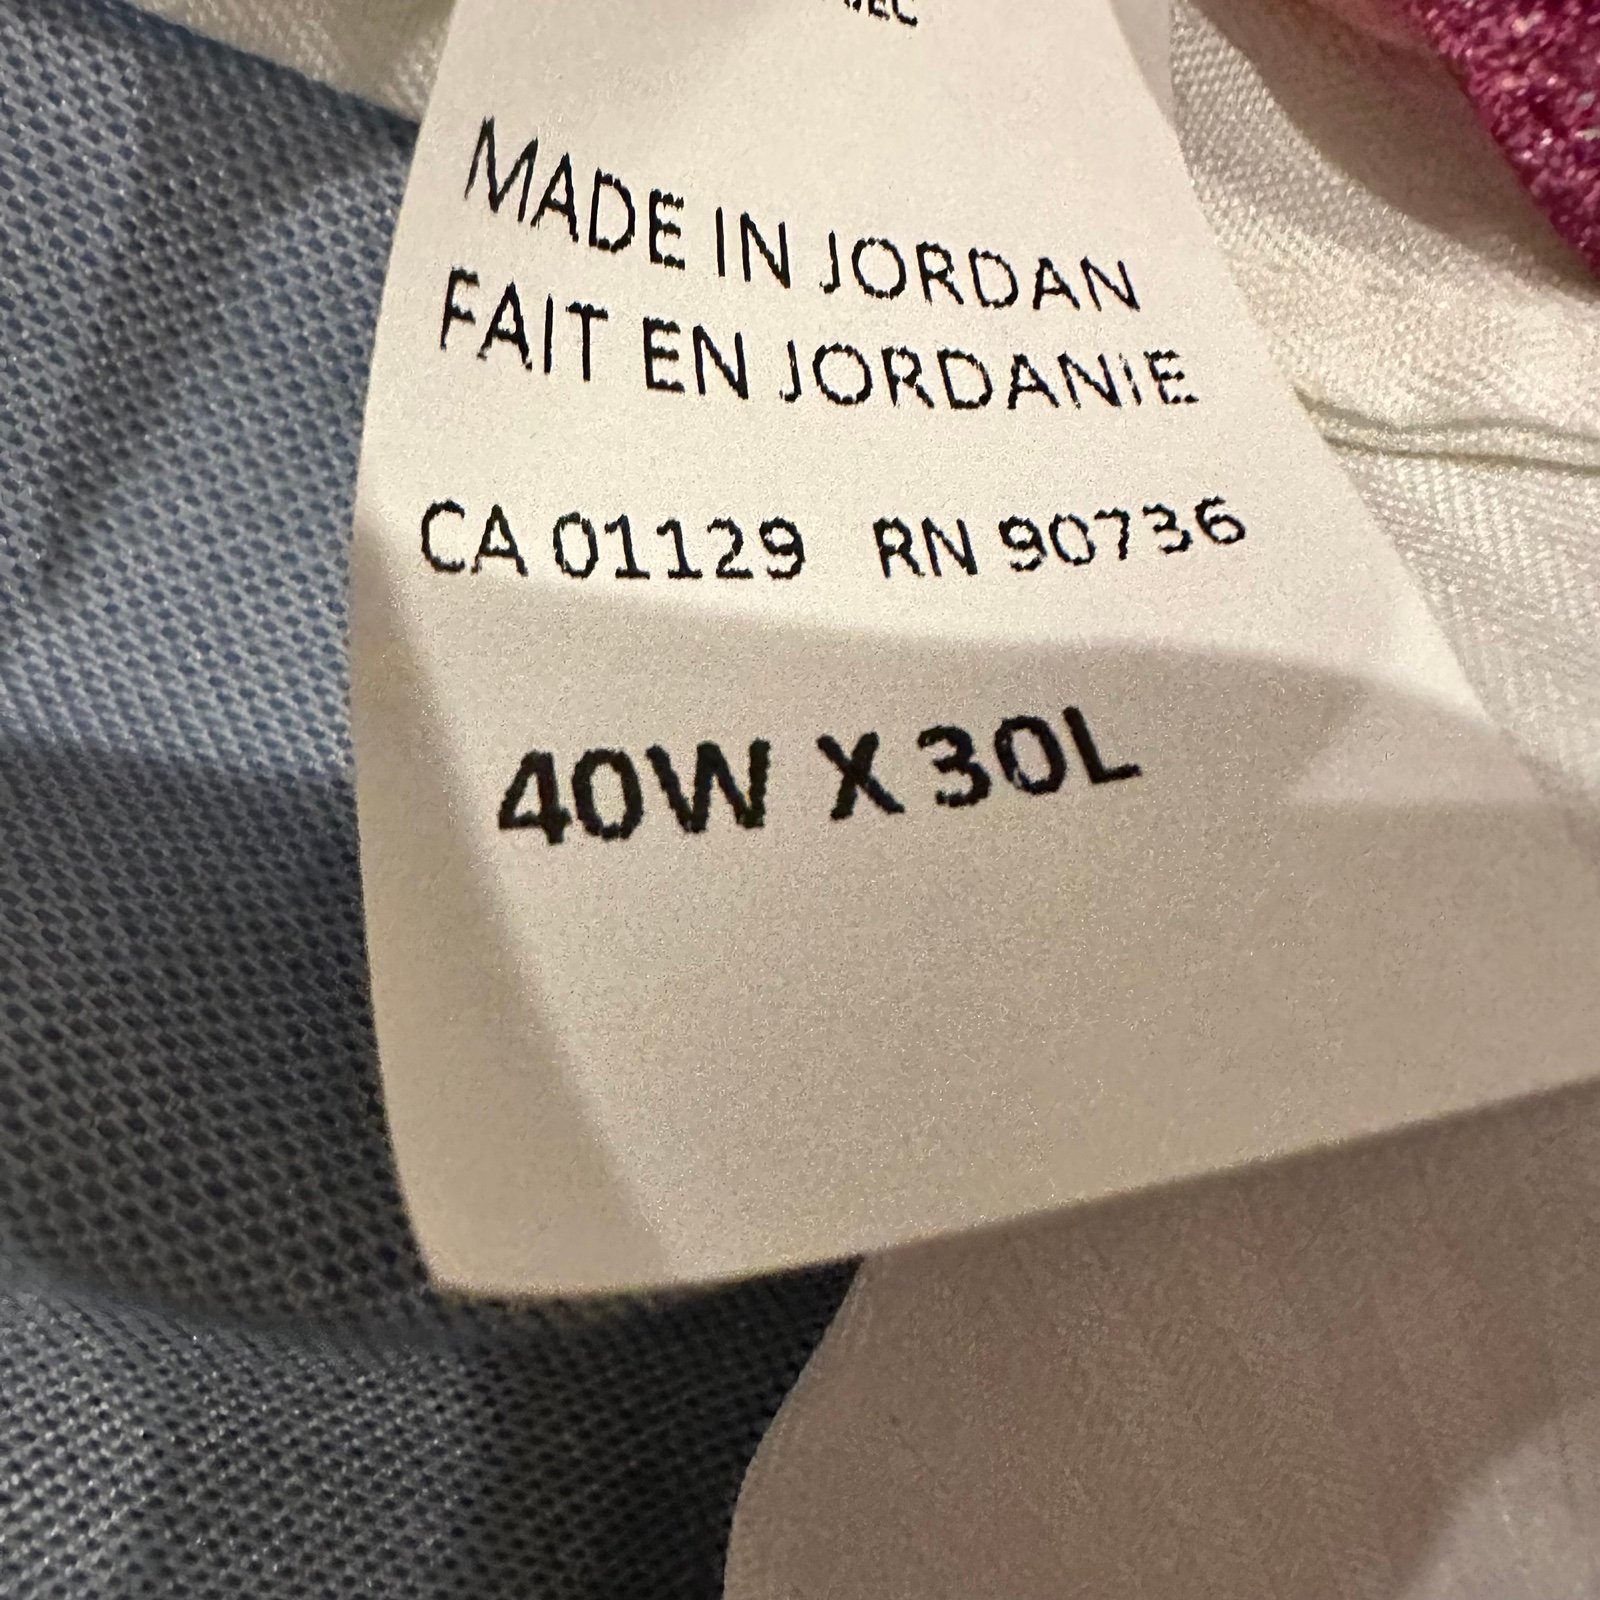 MADE IN JORDAN
FAIT EN JORDANIE
CA 01129 RN 90736
40W X 30L